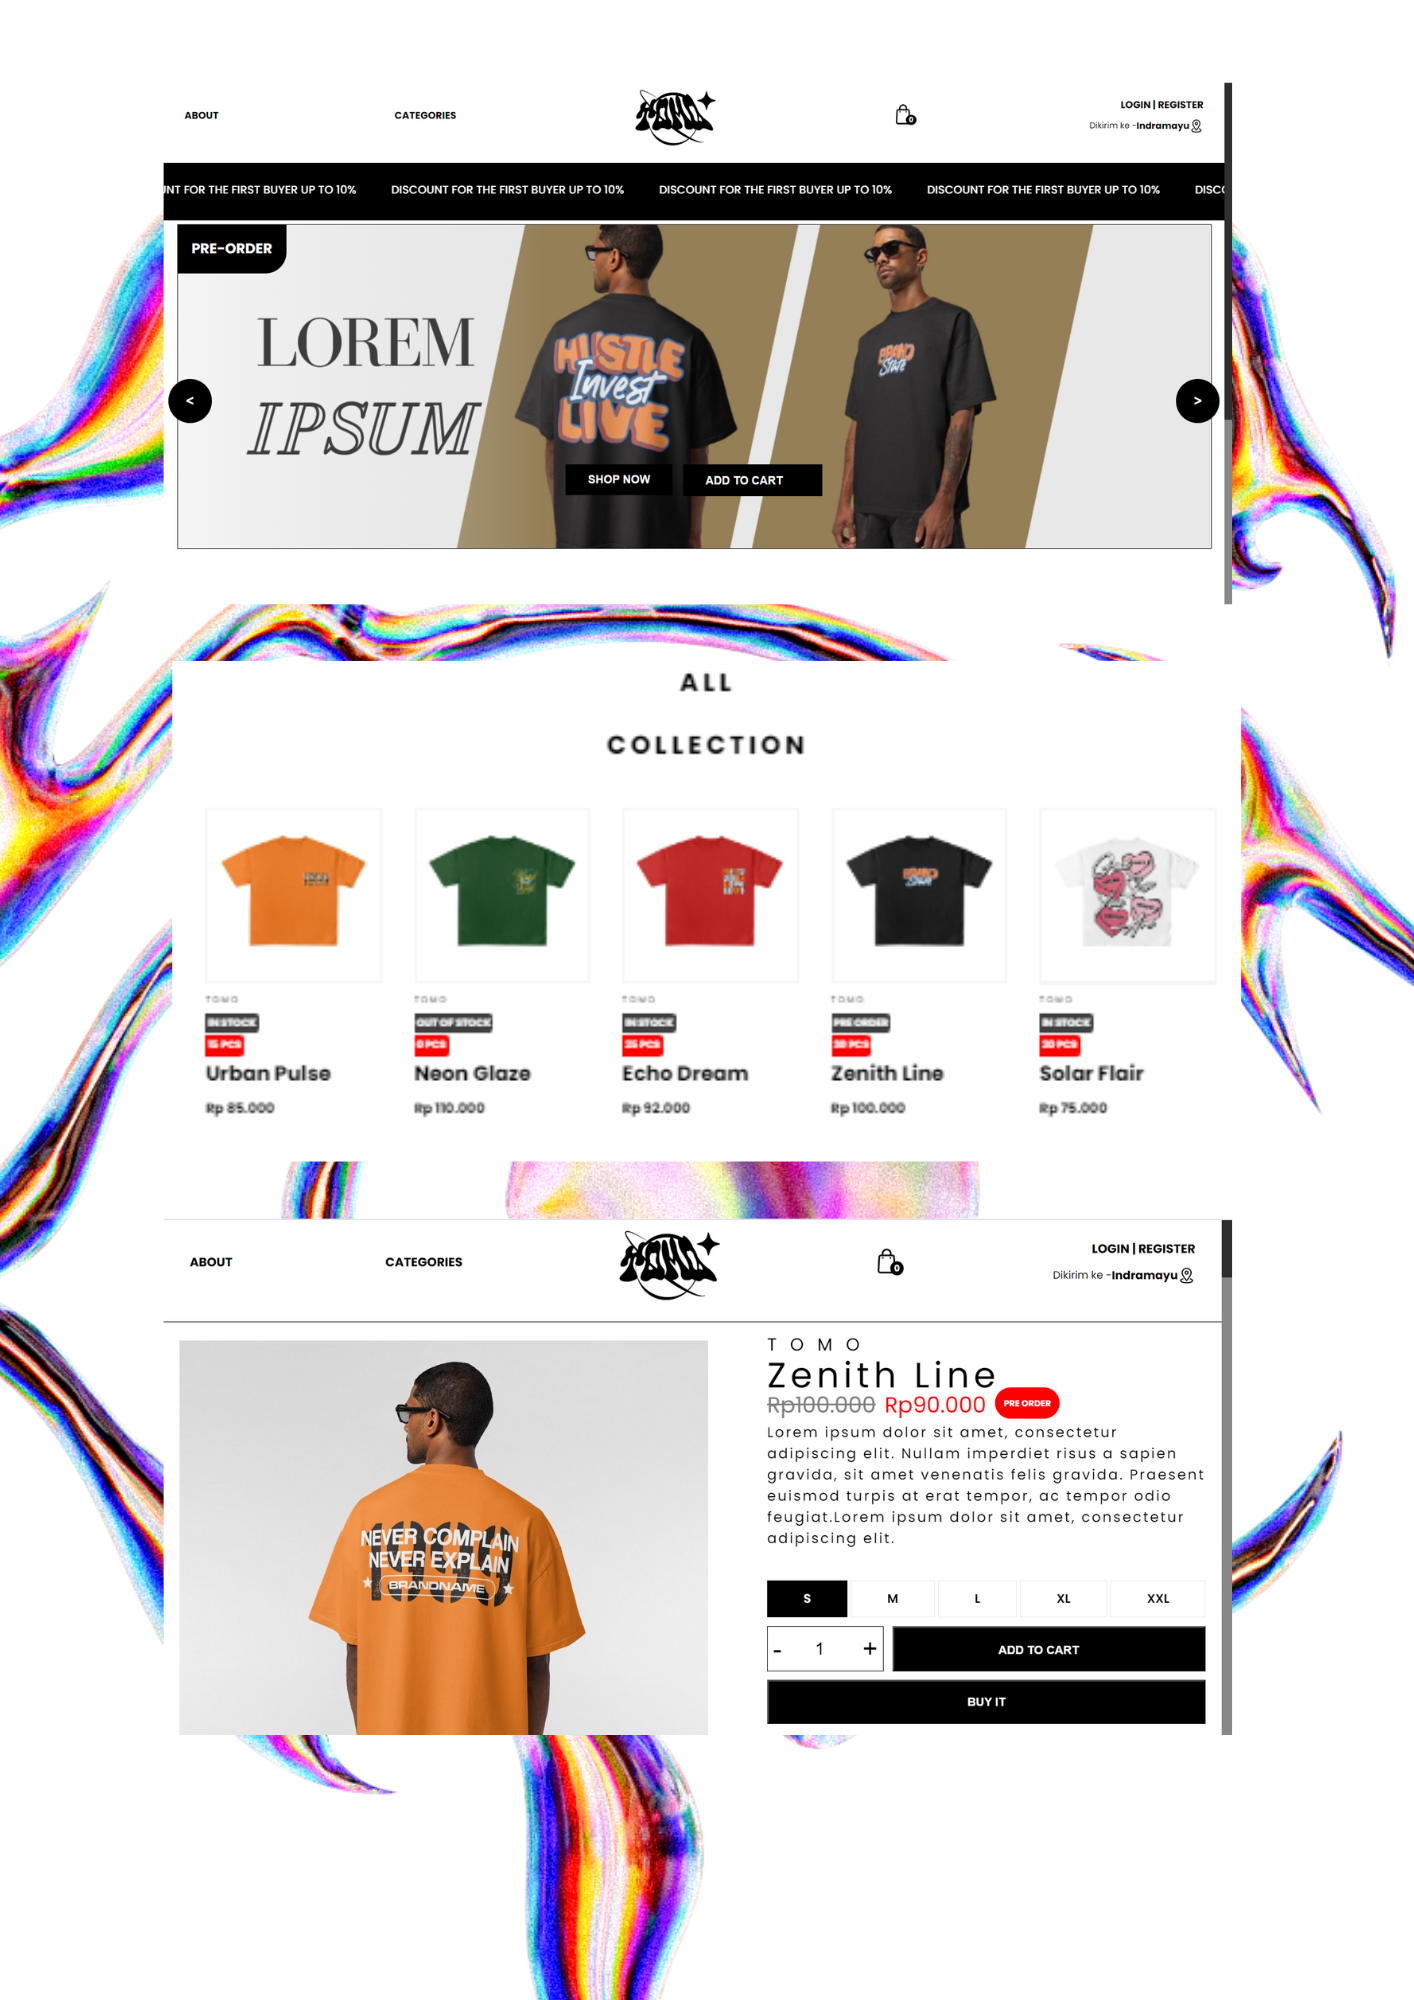 ABOUT
CATEGORIES
TOMO
0
LOGIN | REGISTER
Dikirim ke -Indramayu
UNT FOR THE FIRST BUYER UP TO 10%
DISCOUNT FOR THE FIRST BUYER UP TO 10%
DISCOUNT FOR THE FIRST BUYER UP TO 10%
DISCOUNT FOR THE FIRST BUYER UP TO 10%
DISCO
PRE-ORDER
LOREM
IPSUM
HUSTLE
Invest
LIVE
BRAND
State
<
>
SHOP NOW
ADD TO CART
ALL
COLLECTION
BRAND
State
TOMO
IN STOCK
15 PCS
Urban Pulse
Rp 85.000
TOMO
OUT OF STOCK
0 PCS
Neon Glaze
Rp 110.000
TOMO
IN STOCK
25 PCS
Echo Dream
Rp 92.000
TOMO
PRE ORDER
30 PCS
Zenith Line
Rp 100.000
TOMO
IN STOCK
20 PCS
Solar Flair
Rp 75.000
ABOUT
CATEGORIES
TOMO
0
LOGIN | REGISTER
Dikirim ke -Indramayu
NEVER COMPLAIN
NEVER EXPLAIN
BRANDNAME
TOMO
Zenith Line
Rp100.000 Rp90.000 PRE ORDER
Lorem ipsum dolor sit amet, consectetur
adipiscing elit. Nullam imperdiet risus a sapien
gravida, sit amet venenatis felis gravida. Praesent
euismod turpis at erat tempor, ac tempor odio
feugiat.Lorem ipsum dolor sit amet, consectetur
adipiscing elit.
S M L XL XXL
- 1 +
ADD TO CART
BUY IT